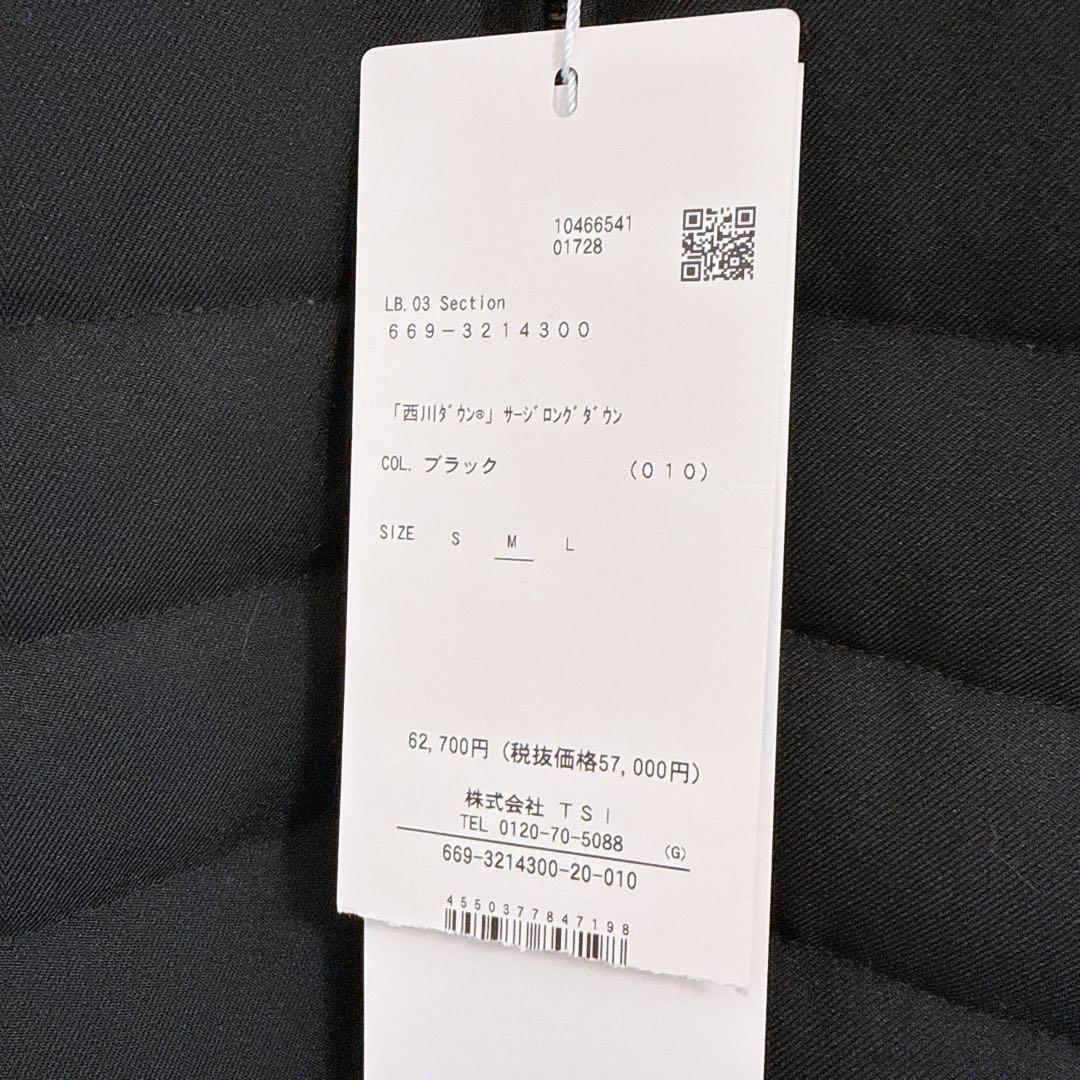 10466541
01728
LB.03 Section
669-3214300
「西川ﾀﾞｳﾝ®」ｻｰｼﾞﾛﾝｸﾞﾀﾞｳﾝ
COL. ブラック (010)
SIZE S M L
62,700円 (税抜価格57,000円)
株式会社 TSI
TEL 0120-70-5088 (G)
669-3214300-20-010
4550377847198